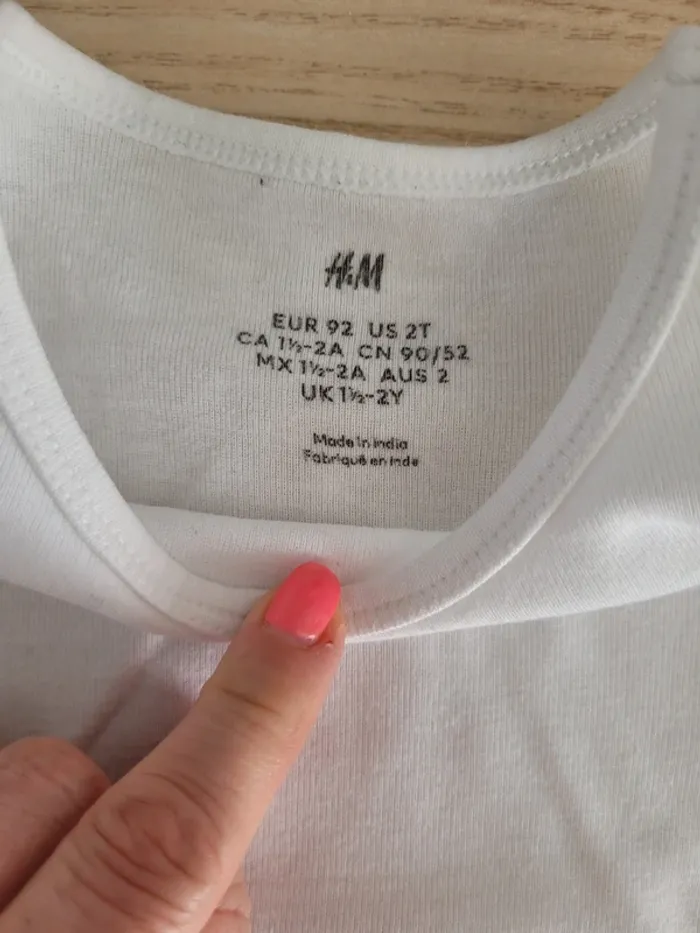 H&M
EUR 92 US 2T
CA 1½-2A CN 90/52
MX 1½-2A AUS 2
UK 1½-2Y
Made in India
Fabriqué en Inde